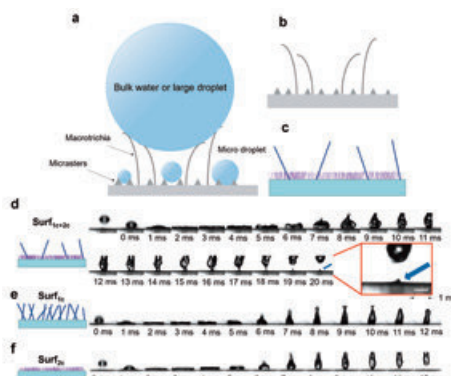 a
Bulk water or large droplet
Macrotrichia
Micro droplet
Micrasters
b
c
d
Surf1c+2c
0 ms 1 ms 2 ms 3 ms 4 ms 5 ms 6 ms 7 ms 8 ms 9 ms 10 ms 11 ms
12 ms 13 ms 14 ms 15 ms 16 ms 17 ms 18 ms 19 ms 20 ms
e
Surf1c
0 ms 1 ms 2 ms 3 ms 4 ms 5 ms 6 ms 7 ms 8 ms 9 ms 10 ms 11 ms 12 ms
f
Surf2c